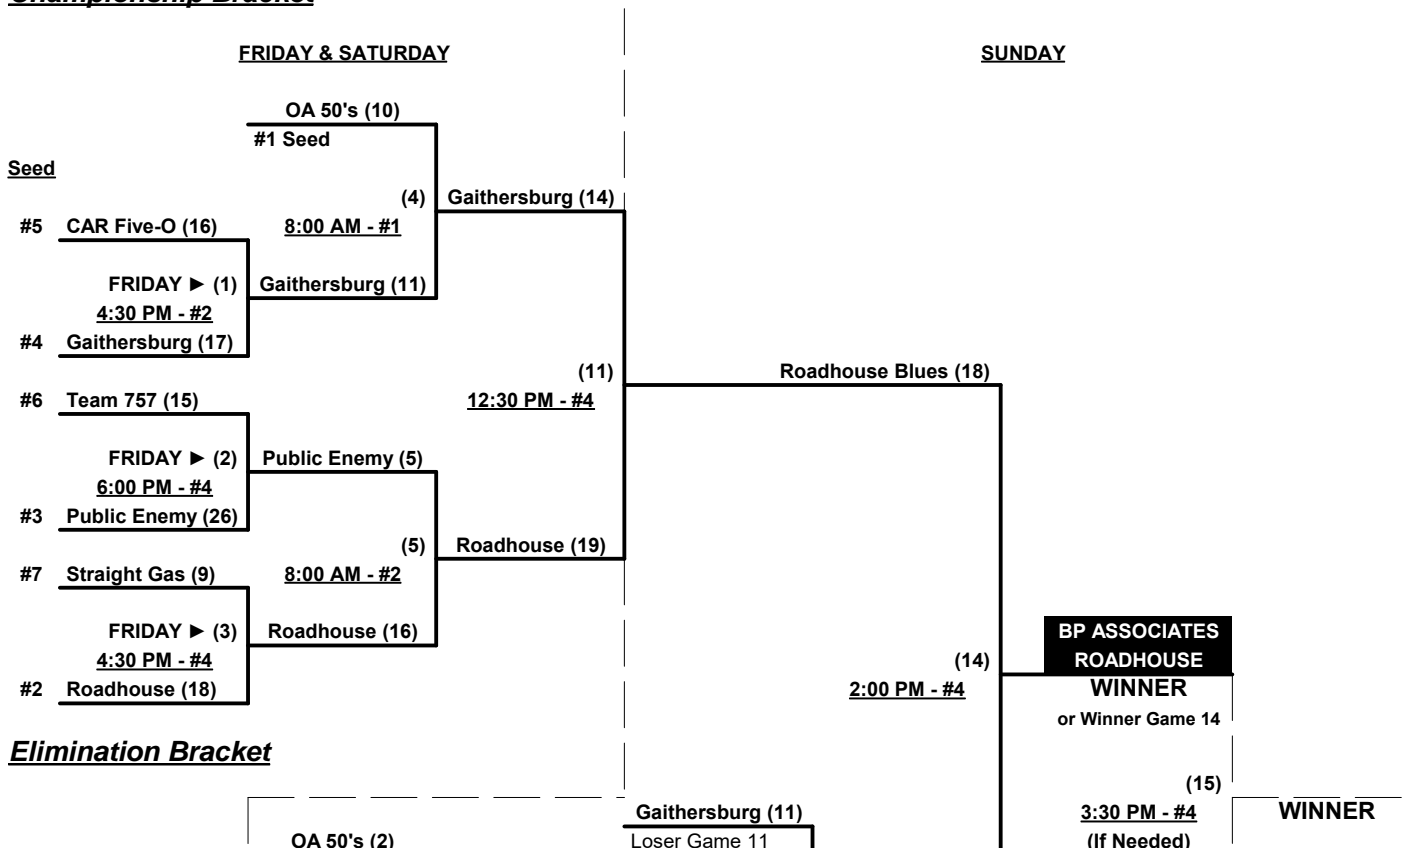 Championship Bracket
FRIDAY & SATURDAY
SUNDAY
OA 50's (10)
#1 Seed
Seed
(4)
Gaithersburg (14)
#5
CAR Five-O (16)
8:00 AM - #1
FRIDAY ► (1)
Gaithersburg (11)
4:30 PM - #2
#4
Gaithersburg (17)
(11)
Roadhouse Blues (18)
#6
Team 757 (15)
12:30 PM - #4
FRIDAY ► (2)
Public Enemy (5)
6:00 PM - #4
#3
Public Enemy (26)
(5)
Roadhouse (19)
#7
Straight Gas (9)
8:00 AM - #2
FRIDAY ► (3)
Roadhouse (16)
BP ASSOCIATES
4:30 PM - #4
(14)
ROADHOUSE
#2
Roadhouse (18)
2:00 PM - #4
WINNER
or Winner Game 14
Elimination Bracket
(15)
Gaithersburg (11)
3:30 PM - #4
WINNER
OA 50's (2)
Loser Game 11
(If Needed)